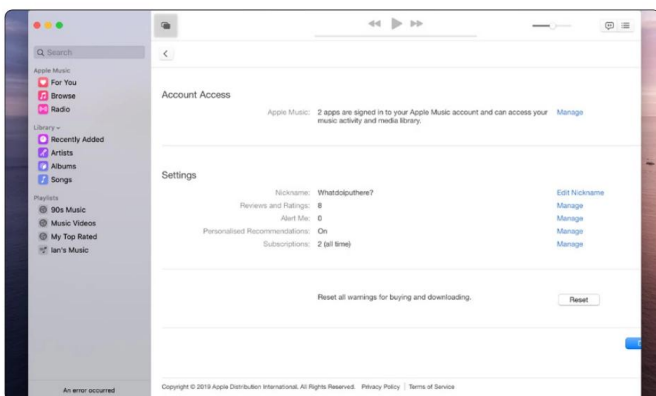 Search
Apple Music
For You
Browse
Radio
Library
Recently Added
Artists
Albums
Songs
Playlists
90s Music
Music Videos
My Top Rated
Ian's Music
An error occurred
Account Access
Apple Music: 2 apps are signed in to your Apple Music account and can access your Manage
music activity and media library.
Settings
Nickname: WhatdoIputhere? Edit Nickname
Reviews and Ratings: 8 Manage
Alert Me: 0 Manage
Personalised Recommendations: On Manage
Subscriptions: 2 (all time) Manage
Reset all warnings for buying and downloading. Reset
Copyright © 2019 Apple Distribution International. All Rights Reserved. Privacy Policy | Terms of Service